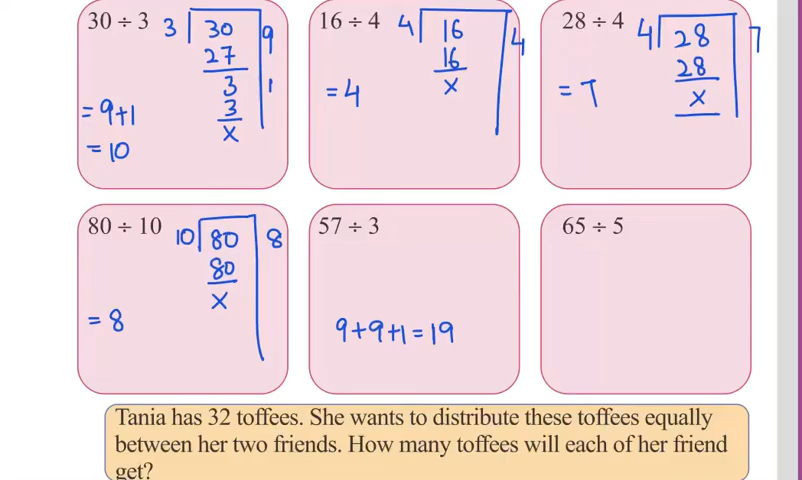 30 ÷ 3
3 30 9
27
3 1
3
x
= 9+1
= 10
16 ÷ 4
4 16 4
16
x
= 4
28 ÷ 4
4 28 7
28
x
= 7
80 ÷ 10
10 80 8
80
x
= 8
57 ÷ 3
9+9+1=19
65 ÷ 5
Tania has 32 toffees. She wants to distribute these toffees equally
between her two friends. How many toffees will each of her friend
get?